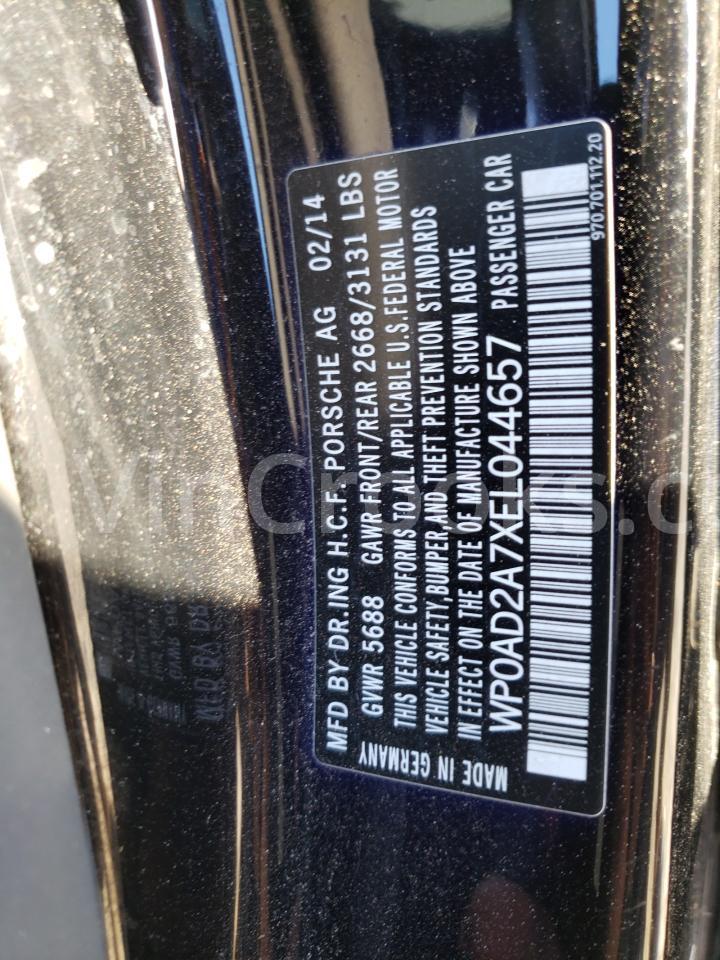 MFD BY DR.ING H.C.F. PORSCHE AG 02/14
GVWR 5688 GAWR FRONT/REAR 2668/3131 LBS
THIS VEHICLE CONFORMS TO ALL APPLICABLE U.S.FEDERAL MOTOR
VEHICLE SAFETY,BUMPER,AND THEFT PREVENTION STANDARDS
IN EFFECT ON THE DATE OF MANUFACTURE SHOWN ABOVE
WP0AD2A7XEL044657 PASSENGER CAR
MADE IN GERMANY
970.701.112.20
VinCrooks.c